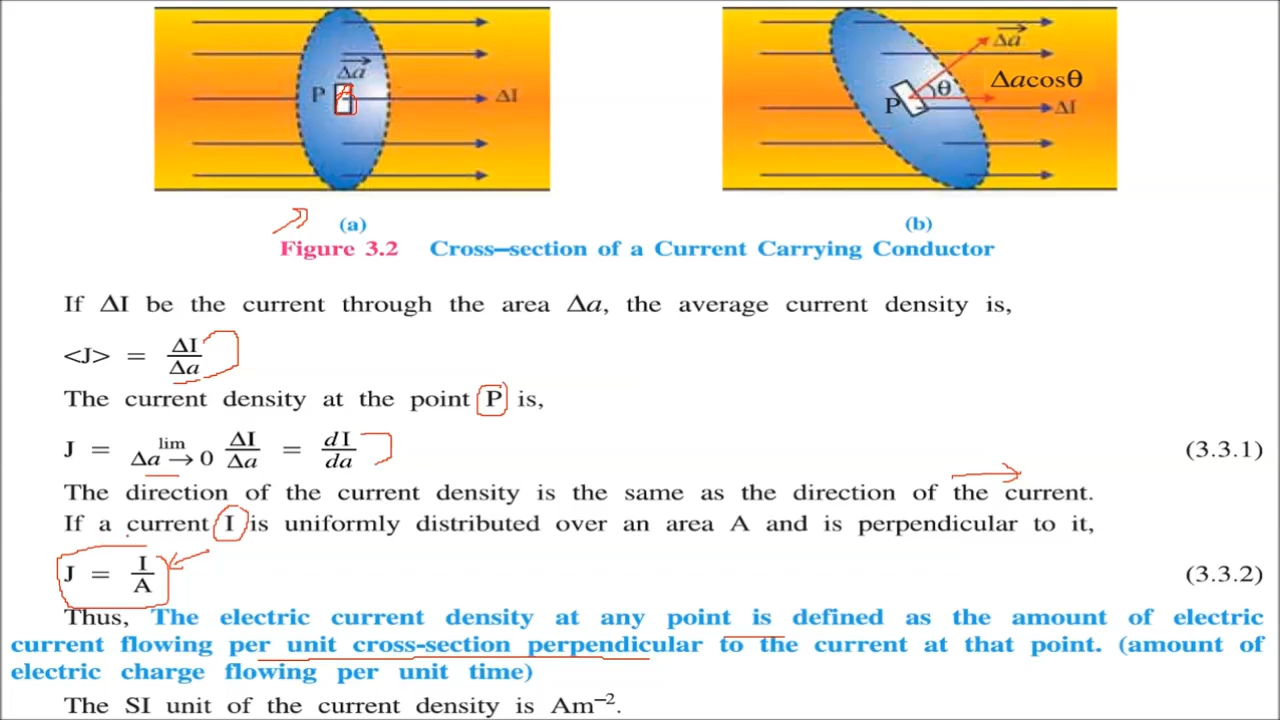 Δa
P
ΔI
Δa
Δacosθ
θ
P
ΔI
(a)
(b)
Figure 3.2 Cross–section of a Current Carrying Conductor
If ΔI be the current through the area Δa, the average current density is,
<J> = ΔI/Δa
The current density at the point P is,
J = lim Δa → 0 ΔI/Δa = dI/da (3.3.1)
The direction of the current density is the same as the direction of the current.
If a current I is uniformly distributed over an area A and is perpendicular to it,
J = I/A (3.3.2)
Thus, The electric current density at any point is defined as the amount of electric
current flowing per unit cross-section perpendicular to the current at that point. (amount of
electric charge flowing per unit time)
The SI unit of the current density is Am⁻².